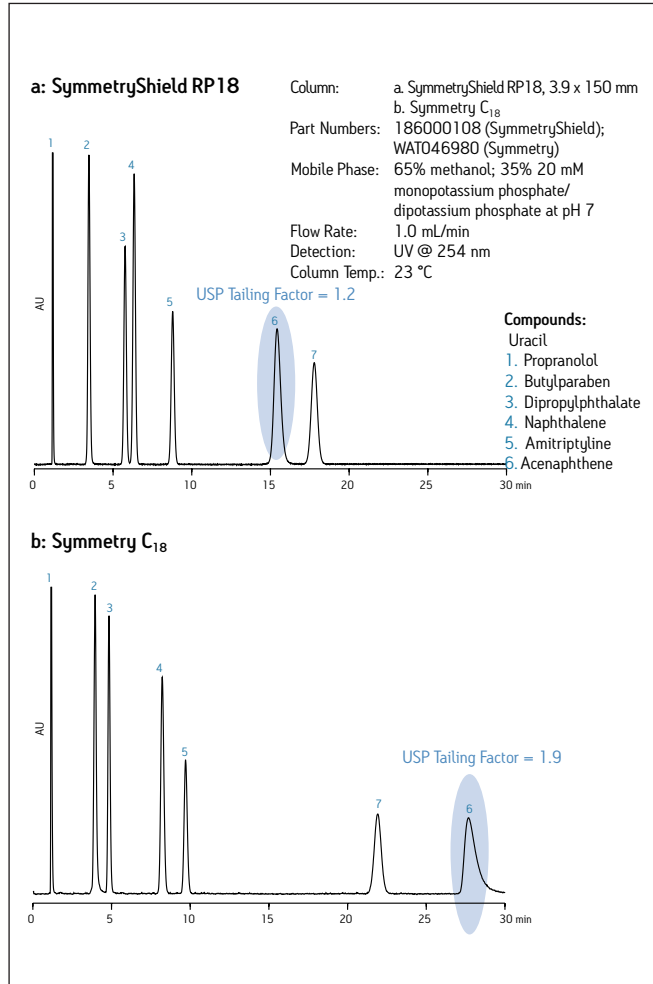 a: SymmetryShield RP18
Column: a. SymmetryShield RP18, 3.9 x 150 mm
b. Symmetry C18
Part Numbers: 186000108 (SymmetryShield);
WAT046980 (Symmetry)
Mobile Phase: 65% methanol; 35% 20 mM
monopotassium phosphate/
dipotassium phosphate at pH 7
Flow Rate: 1.0 mL/min
Detection: UV @ 254 nm
Column Temp.: 23 °C
1
2
4
3
5
USP Tailing Factor = 1.2
6
7
AU
Compounds:
Uracil
1. Propranolol
2. Butylparaben
3. Dipropylphthalate
4. Naphthalene
5. Amitriptyline
6. Acenaphthene
0 5 10 15 20 25 30 min
b: Symmetry C18
1
2
3
4
5
USP Tailing Factor = 1.9
7
6
AU
0 5 10 15 20 25 30 min